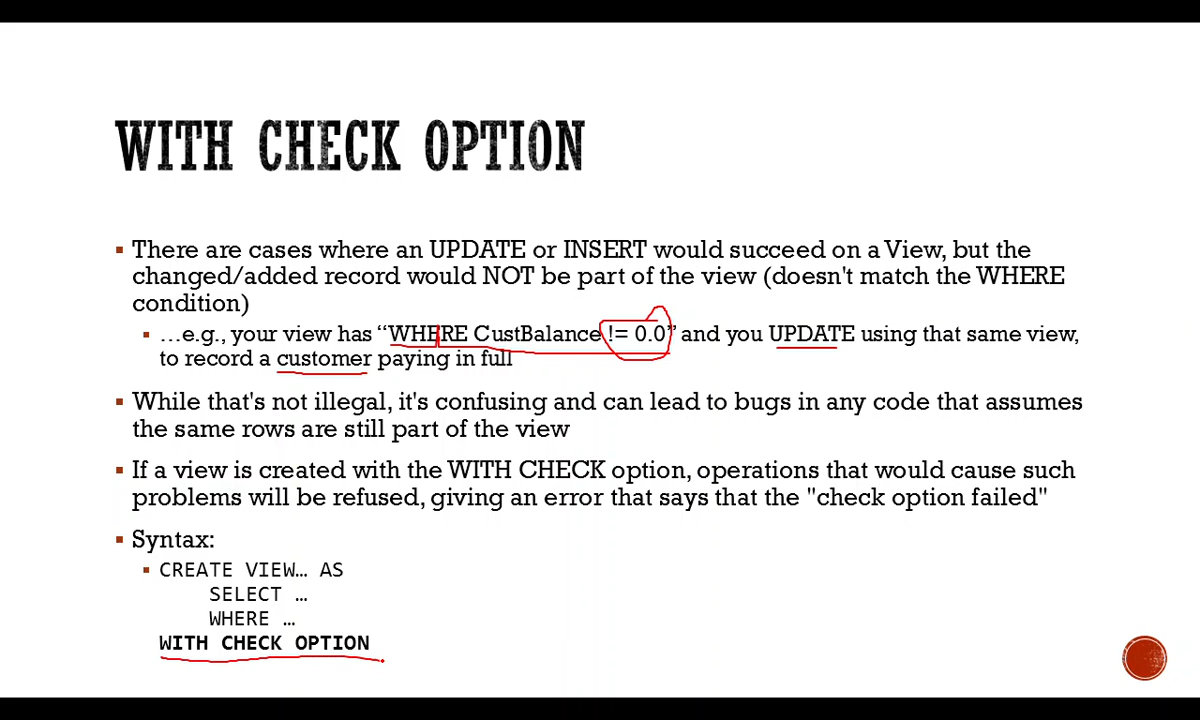 WITH CHECK OPTION
▪ There are cases where an UPDATE or INSERT would succeed on a View, but the
changed/added record would NOT be part of the view (doesn't match the WHERE
condition)
▪ …e.g., your view has “WHERE CustBalance != 0.0” and you UPDATE using that same view,
to record a customer paying in full
▪ While that's not illegal, it's confusing and can lead to bugs in any code that assumes
the same rows are still part of the view
▪ If a view is created with the WITH CHECK option, operations that would cause such
problems will be refused, giving an error that says that the "check option failed"
▪ Syntax:
▪ CREATE VIEW… AS
SELECT …
WHERE …
WITH CHECK OPTION